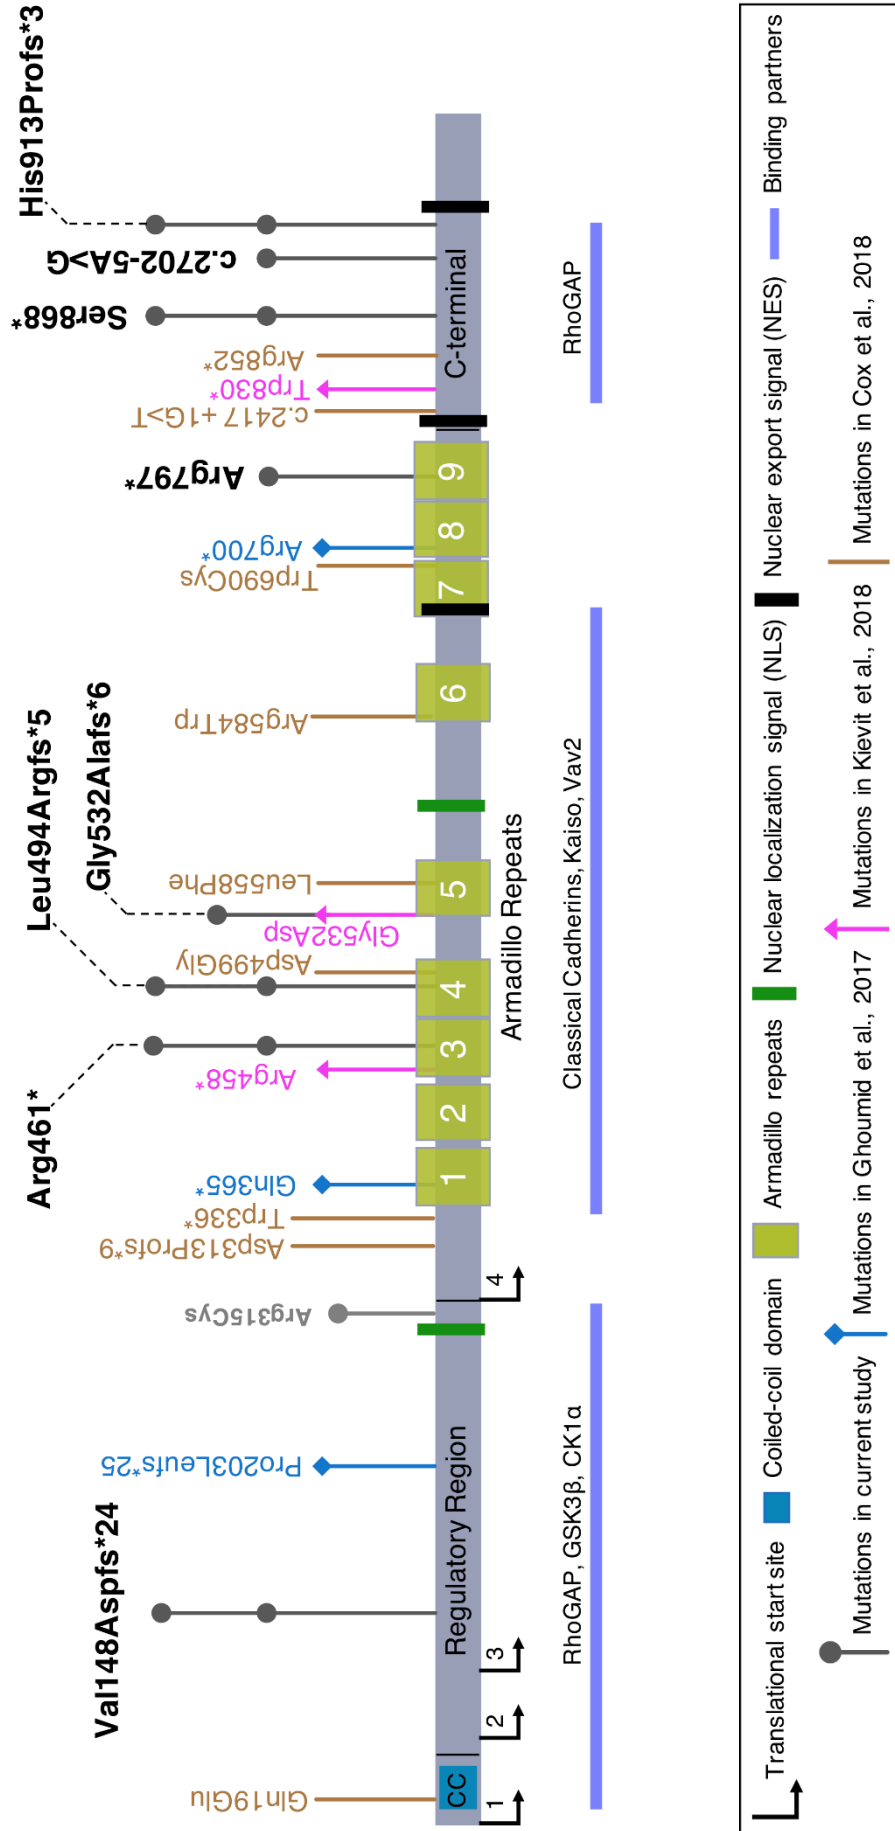 Val148Aspfs*24
Arg461*
Leu494Argfs*5
Gly532Alafs*6
Arg797*
Ser868*
c.2702-5A>G
His913Profs*3
Gln19Glu
Pro203Leufs*25
Arg315Cys
Asp313Profs*9
Trp336*
Gln365*
Arg458*
Asp499Gly
Gly532Asp
Leu558Phe
Arg584Trp
Trp690Cys
Arg700*
c.2417+1G>T
Trp830*
Arg852*
CC
Regulatory Region
1
2
3
4
5
6
7
8
9
C-terminal
1
2
3
4
Armadillo Repeats
RhoGAP, GSK3β, CK1α
Classical Cadherins, Kaiso, Vav2
RhoGAP
Translational start site
Coiled-coil domain
Armadillo repeats
Nuclear localization signal (NLS)
Nuclear export signal (NES)
Binding partners
Mutations in current study
Mutations in Ghoumid et al., 2017
Mutations in Kievit et al., 2018
Mutations in Cox et al., 2018